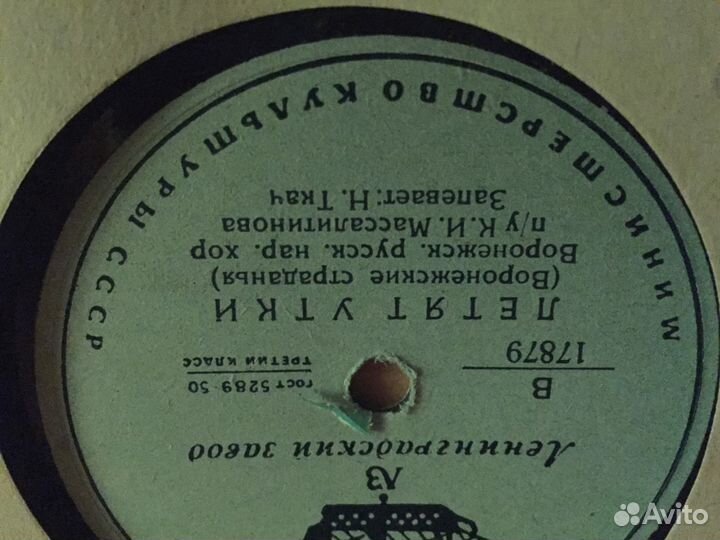 ЛЗ
Ленинградский завод
В
17879
ГОСТ 5289-50
ТРЕТИЙ КЛАСС
ЛЕТЯТ УТКИ
(Воронежские страданья)
Воронежск. русск. нар. хор
п/у К. И. Массалитинова
Запевает: Н. Ткач
МИНИСТЕРСТВО КУЛЬТУРЫ СССР
Avito